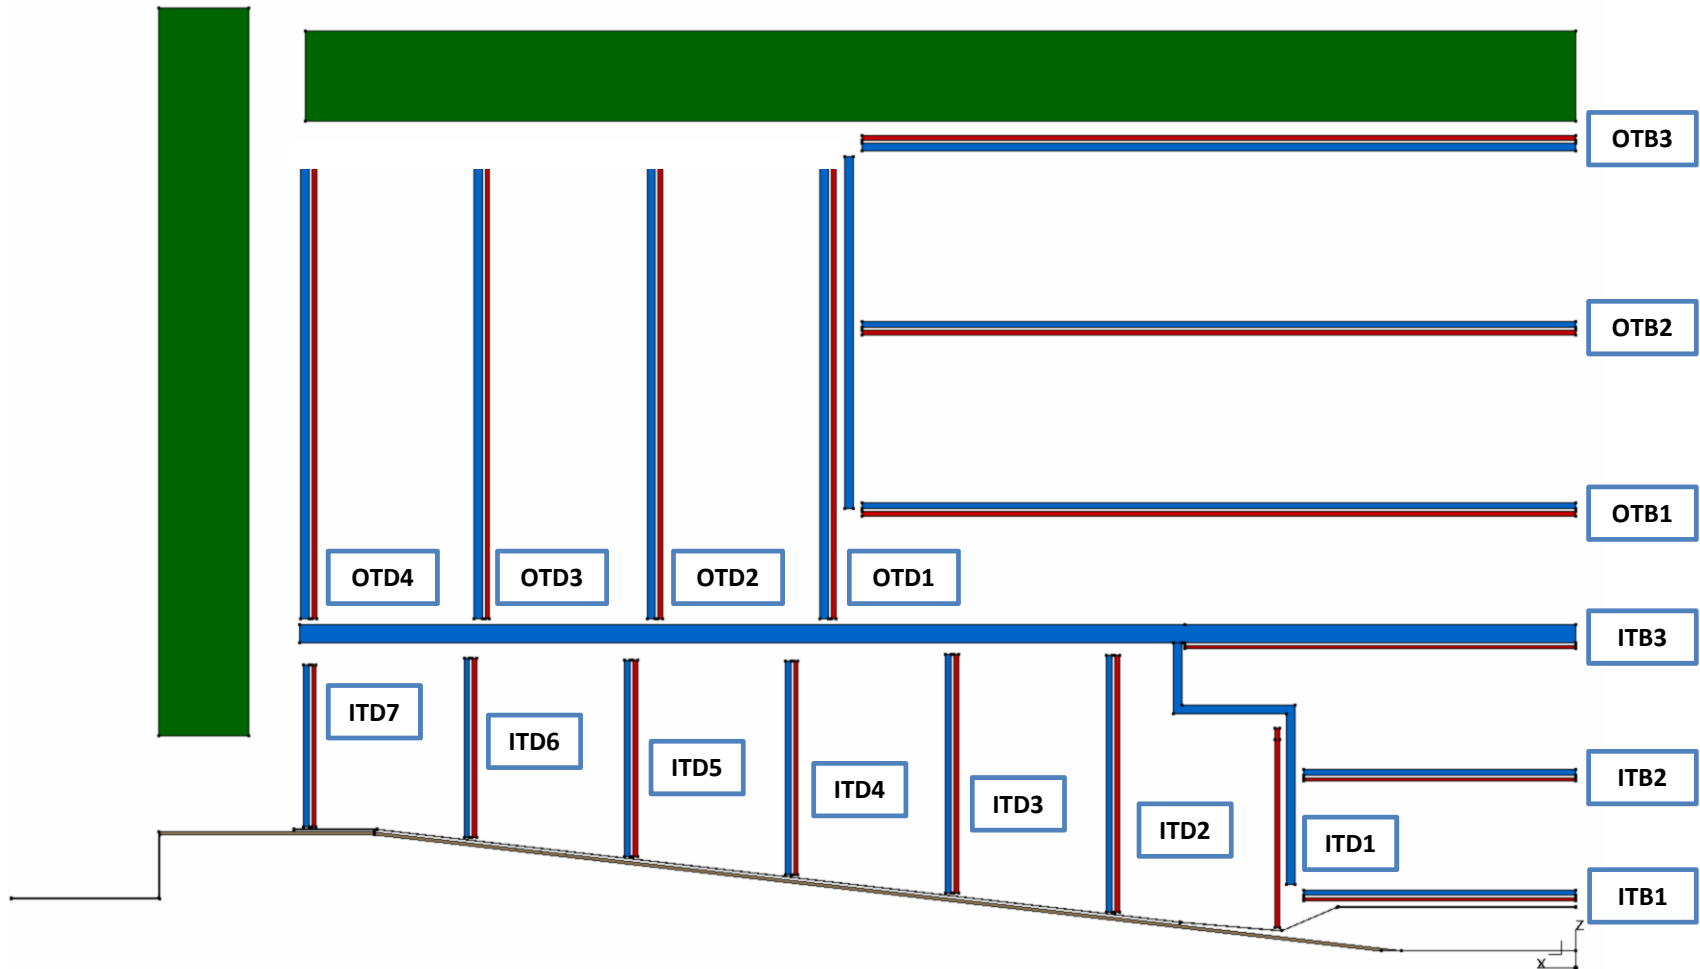 OTB3
OTB2
OTB1
OTD4
OTD3
OTD2
OTD1
ITB3
ITD7
ITD6
ITD5
ITD4
ITD3
ITD2
ITD1
ITB2
ITB1
Z
X